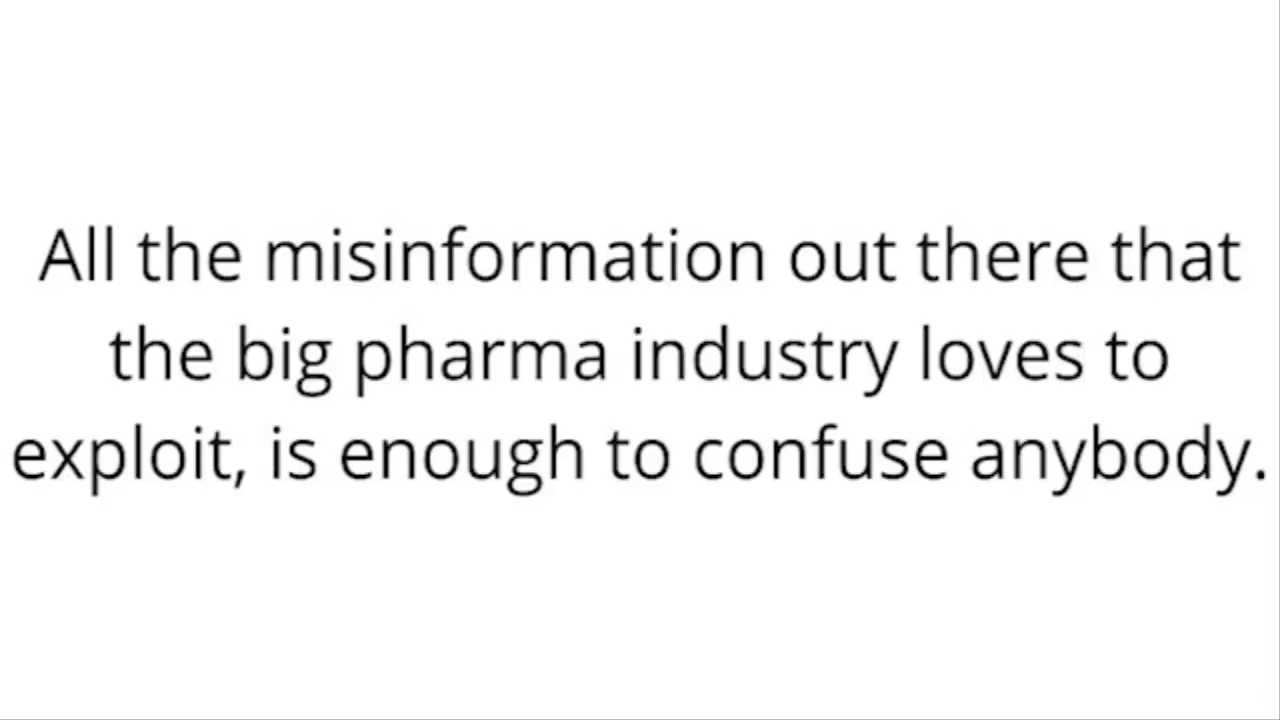 All the misinformation out there that
the big pharma industry loves to
exploit, is enough to confuse anybody.